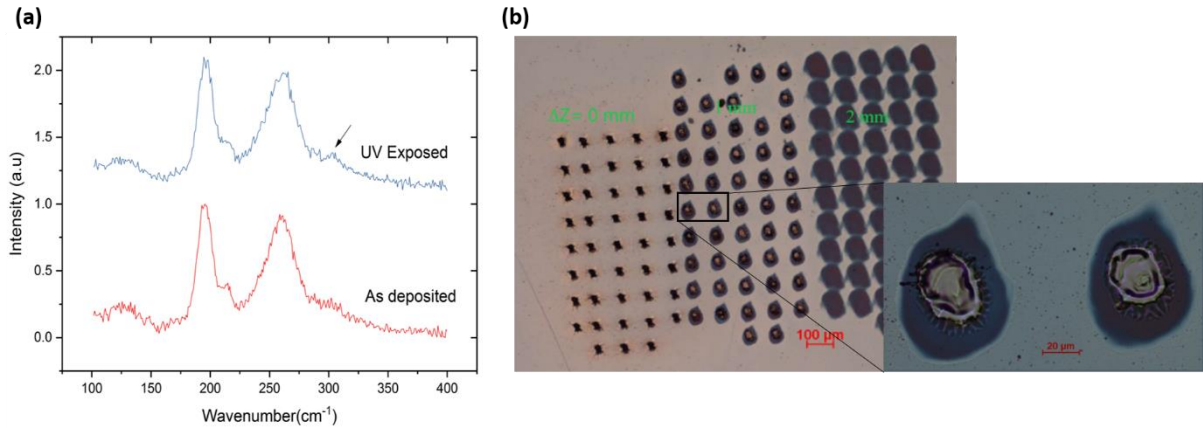 (a)
2.0
1.5
1.0
0.5
0.0
Intensity (a.u)
UV Exposed
As deposited
100 150 200 250 300 350 400
Wavenumber(cm-1)
(b)
ΔZ= 0 mm
1 mm
2 mm
100 µm
20 µm